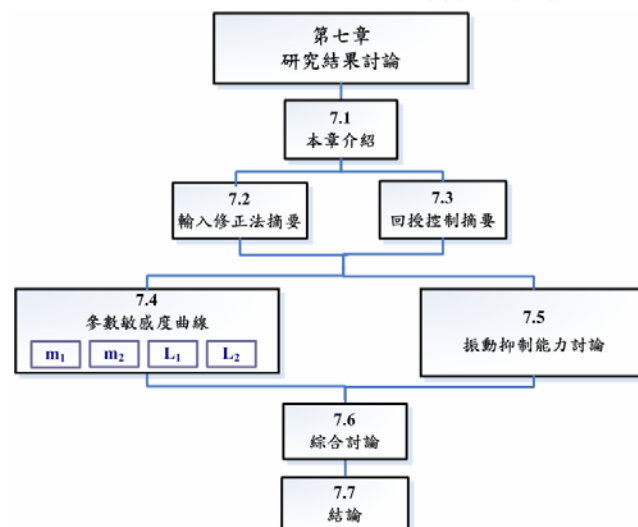 第七章
研究結果討論
7.1
本章介紹
7.2
輸入修正法摘要
7.3
回授控制摘要
7.4
參數敏感度曲線
m₁ m₂ L₁ L₂
7.5
振動抑制能力討論
7.6
綜合討論
7.7
結論